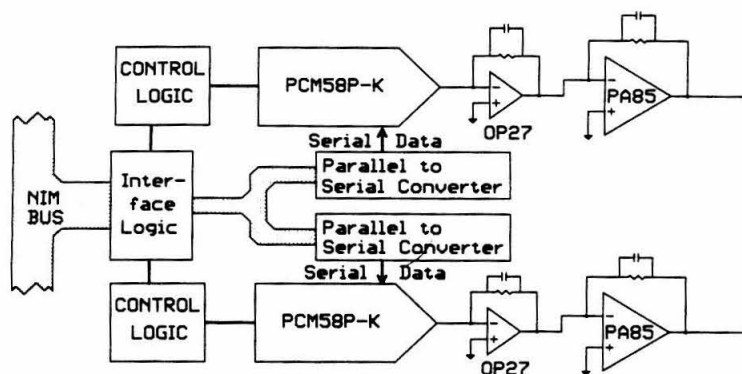 CONTROL
LOGIC
PCM58P-K
OP27
PA85
Serial Data
NIM
BUS
Inter-
face
Logic
Parallel to
Serial Converter
Parallel to
Serial Converter
Serial Data
CONTROL
LOGIC
PCM58P-K
OP27
PA85